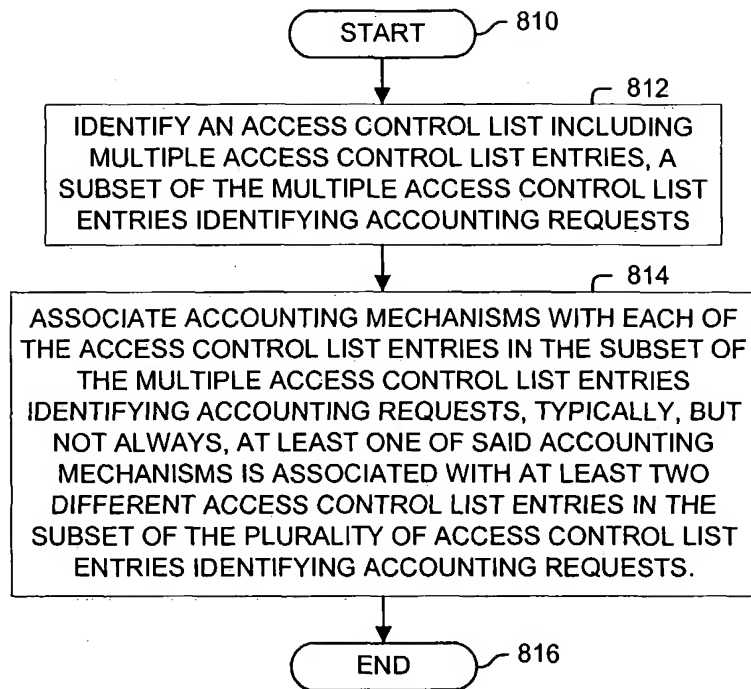 START
810
812
IDENTIFY AN ACCESS CONTROL LIST INCLUDING
MULTIPLE ACCESS CONTROL LIST ENTRIES, A
SUBSET OF THE MULTIPLE ACCESS CONTROL LIST
ENTRIES IDENTIFYING ACCOUNTING REQUESTS
814
ASSOCIATE ACCOUNTING MECHANISMS WITH EACH OF
THE ACCESS CONTROL LIST ENTRIES IN THE SUBSET OF
THE MULTIPLE ACCESS CONTROL LIST ENTRIES
IDENTIFYING ACCOUNTING REQUESTS, TYPICALLY, BUT
NOT ALWAYS, AT LEAST ONE OF SAID ACCOUNTING
MECHANISMS IS ASSOCIATED WITH AT LEAST TWO
DIFFERENT ACCESS CONTROL LIST ENTRIES IN THE
SUBSET OF THE PLURALITY OF ACCESS CONTROL LIST
ENTRIES IDENTIFYING ACCOUNTING REQUESTS.
END
816